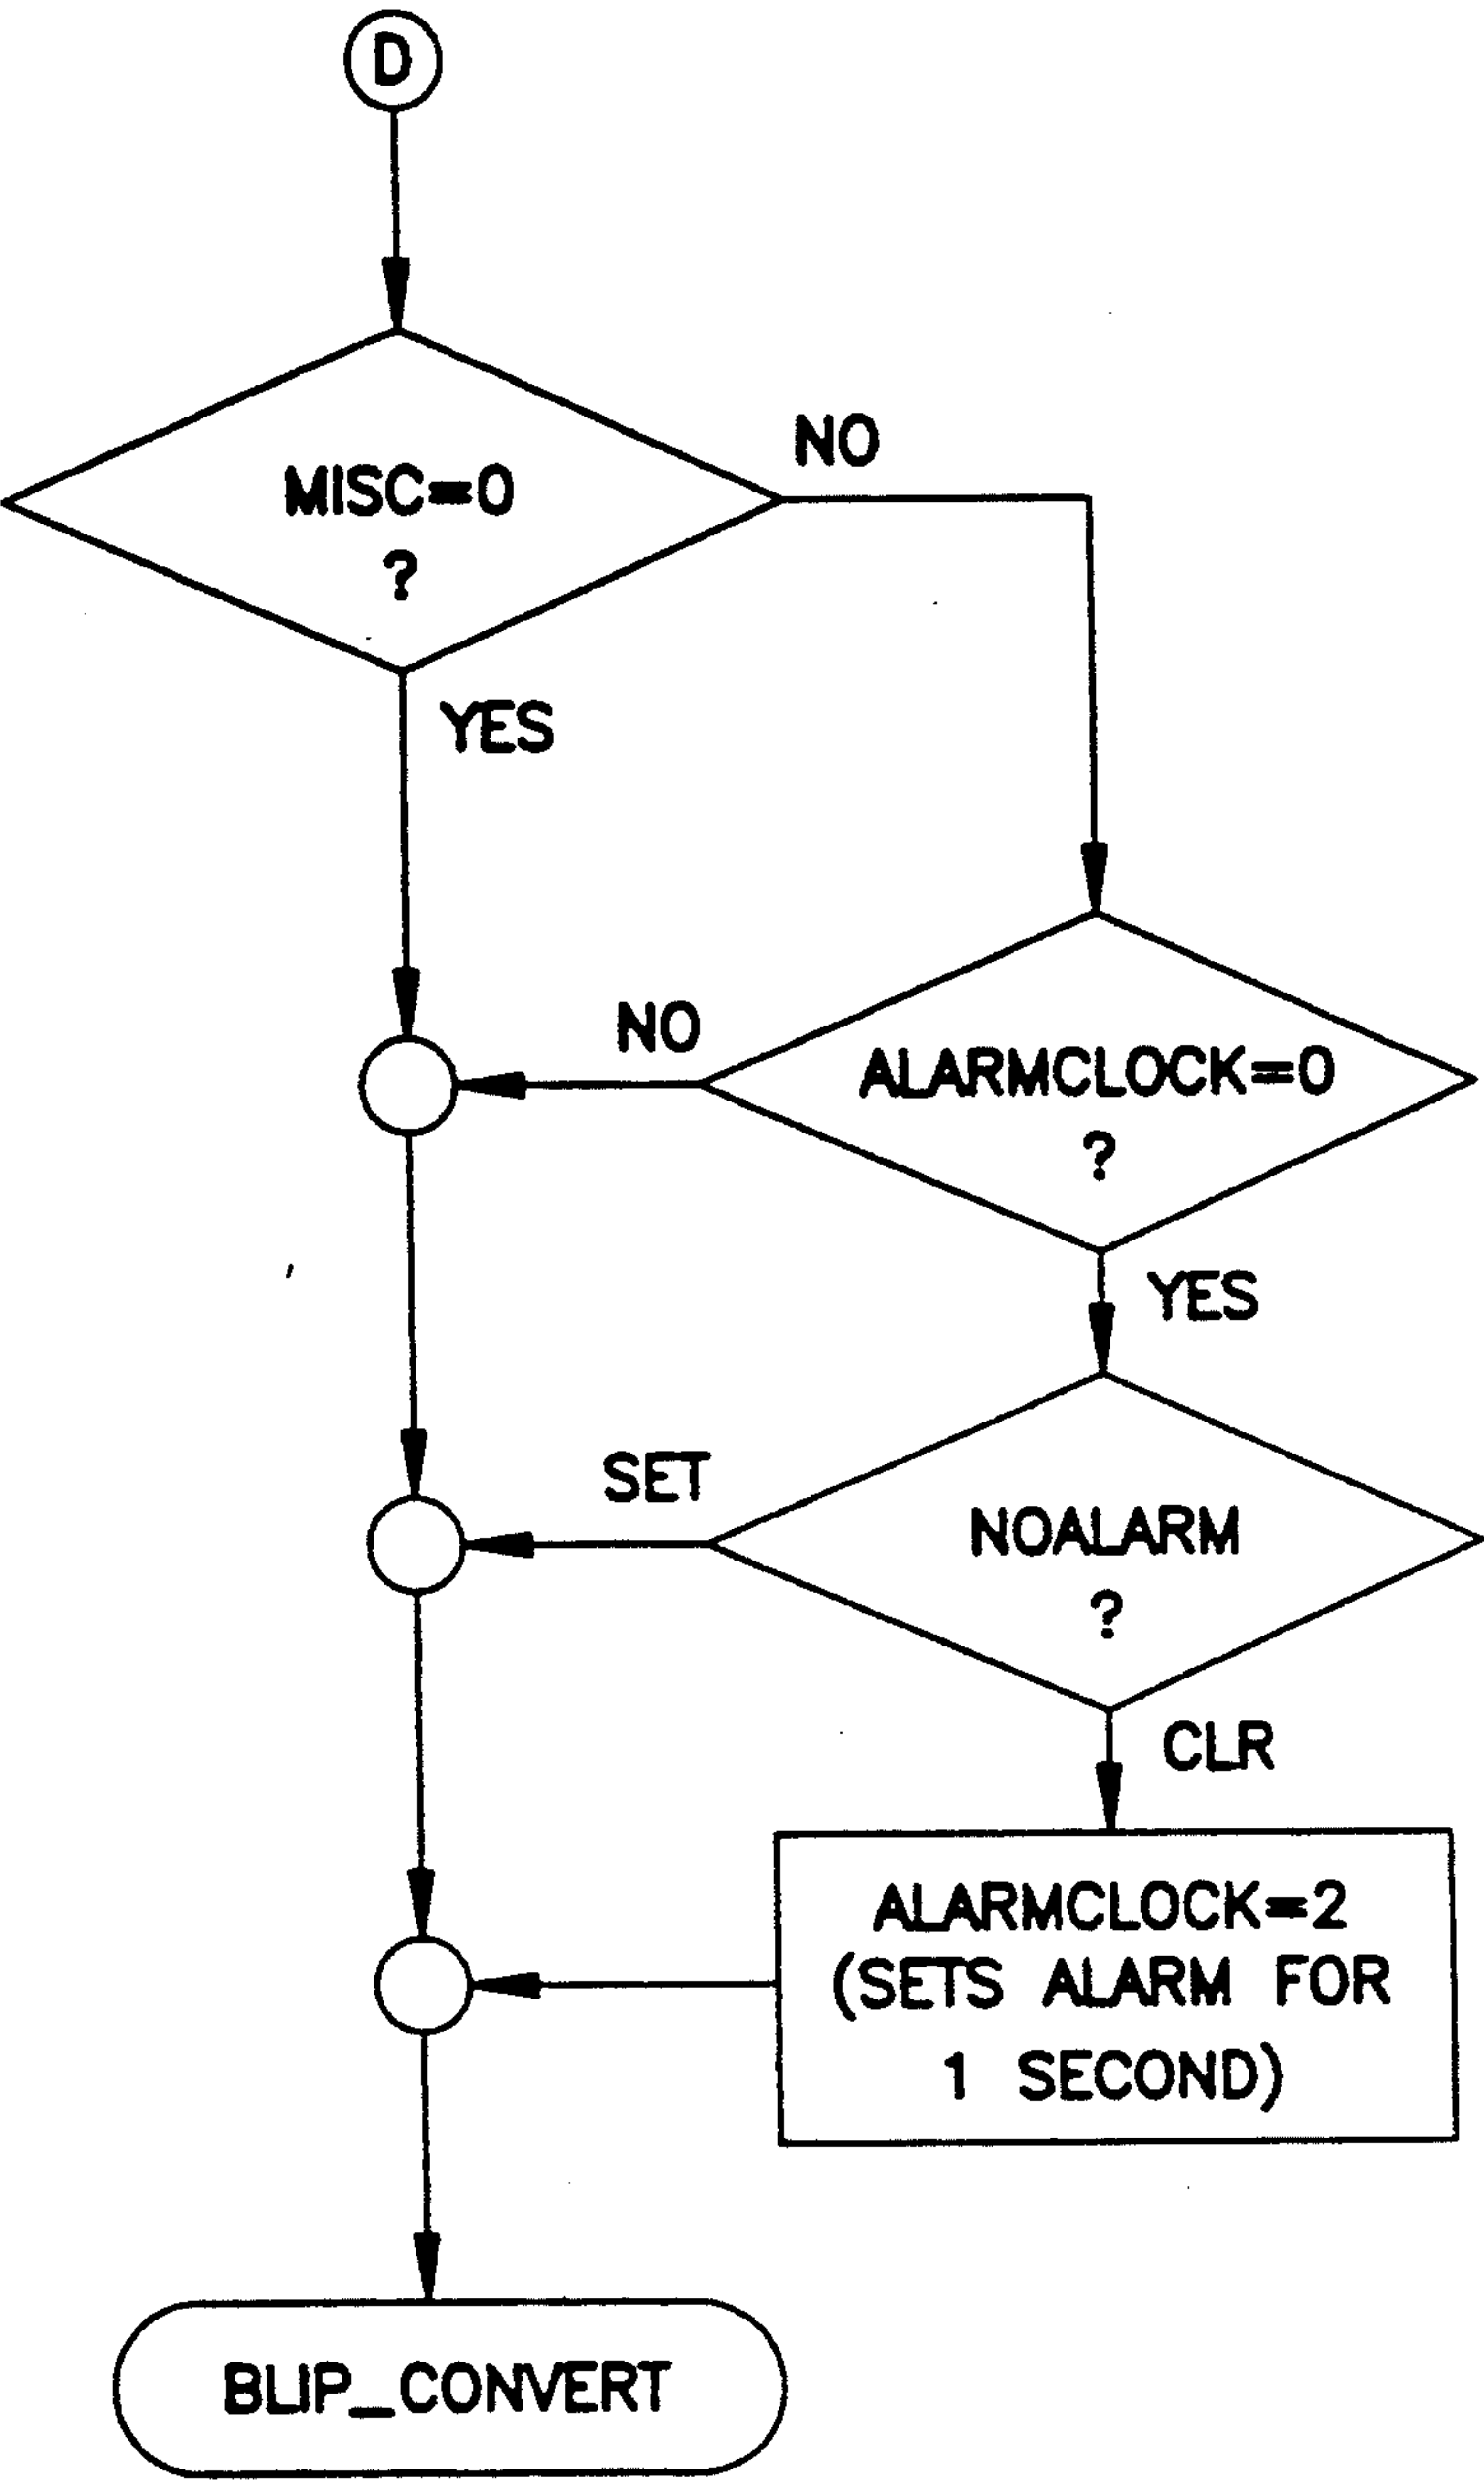 D
MISC=0
?
NO
YES
NO
ALARMCLOCK=0
?
YES
SET
NOALARM
?
CLR
ALARMCLOCK=2
(SETS ALARM FOR
1 SECOND)
BLIP_CONVERT